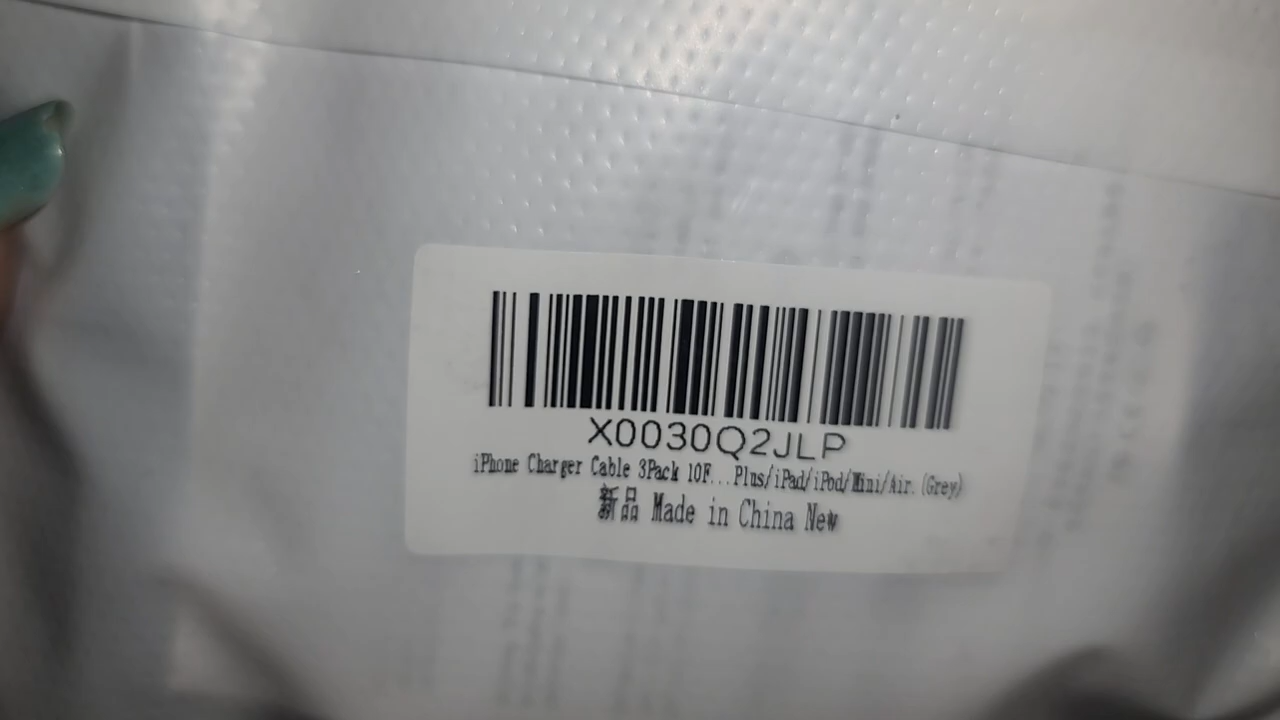 X0030Q2JLP
iPhone Charger Cable 3Pack 10F...Plus/iPad/iPod/Mini/Air.(Grey)
新品 Made in China New